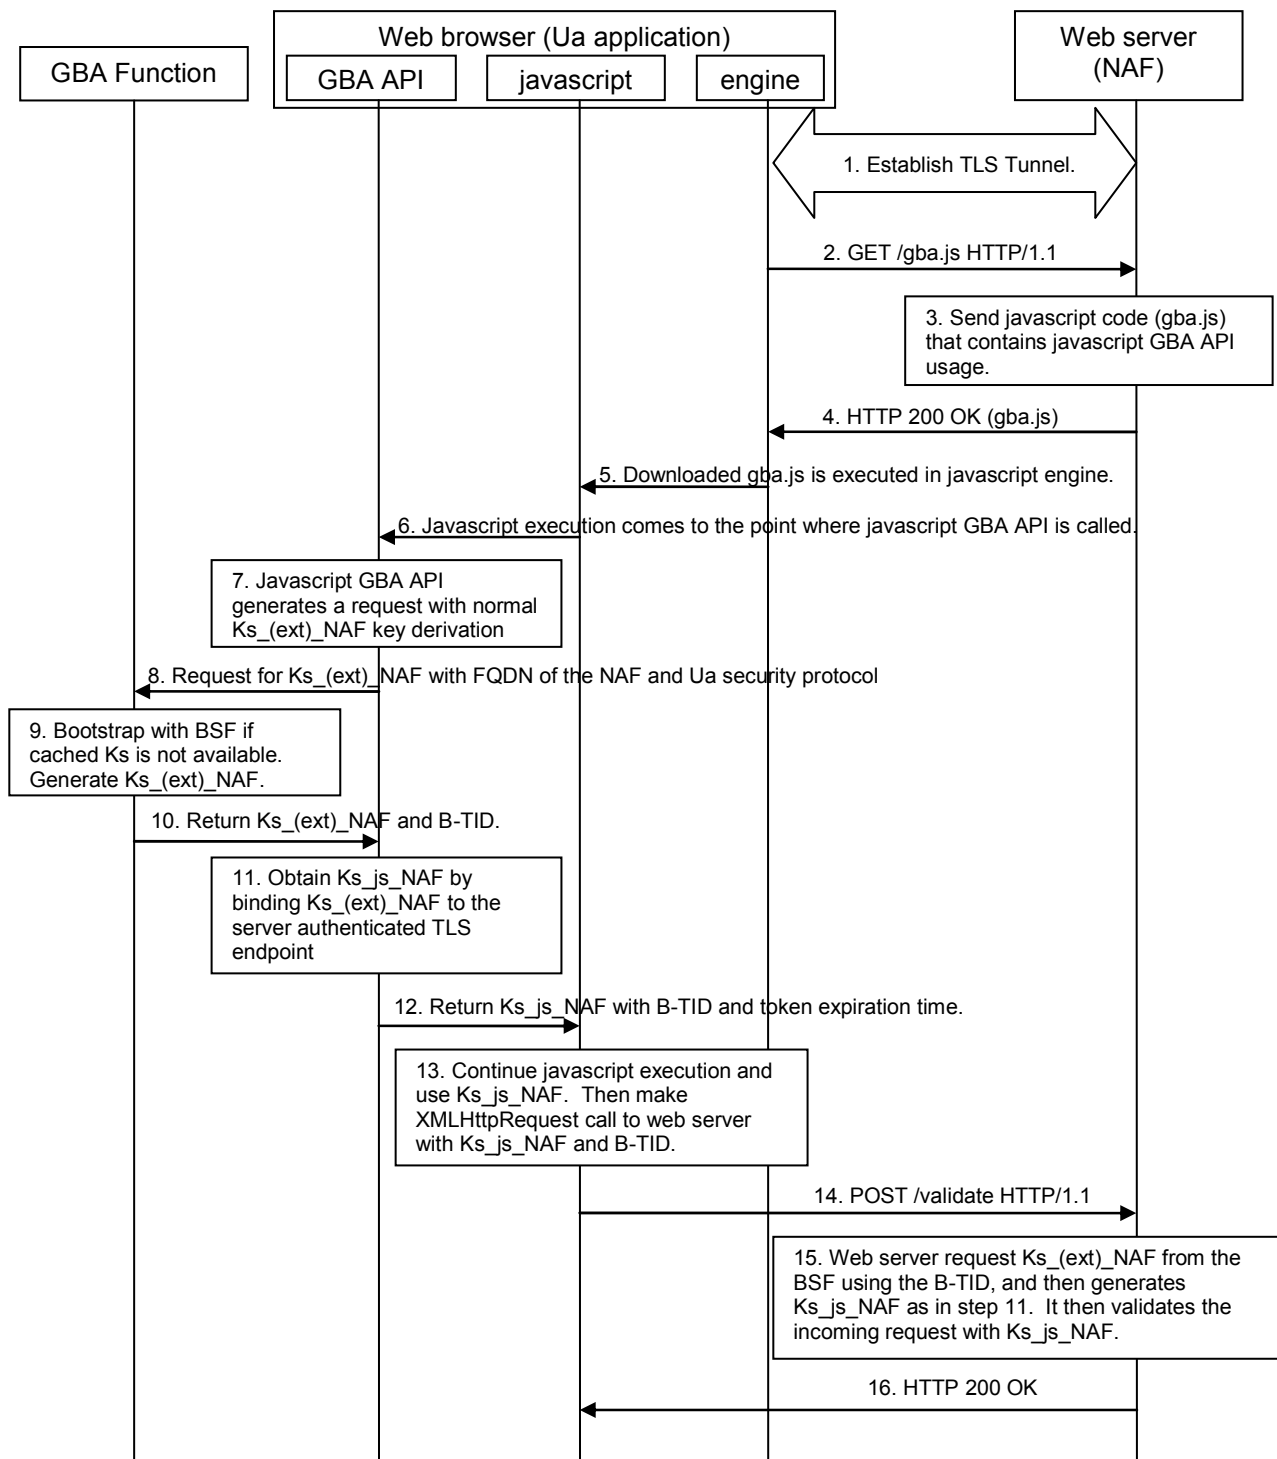 GBA Function
Web browser (Ua application)
GBA API
javascript
engine
Web server
(NAF)
1. Establish TLS Tunnel.
2. GET /gba.js HTTP/1.1
3. Send javascript code (gba.js)
that contains javascript GBA API
usage.
4. HTTP 200 OK (gba.js)
5. Downloaded gba.js is executed in javascript engine.
6. Javascript execution comes to the point where javascript GBA API is called.
7. Javascript GBA API
generates a request with normal
Ks_(ext)_NAF key derivation
8. Request for Ks_(ext)_NAF with FQDN of the NAF and Ua security protocol
9. Bootstrap with BSF if
cached Ks is not available.
Generate Ks_(ext)_NAF.
10. Return Ks_(ext)_NAF and B-TID.
11. Obtain Ks_js_NAF by
binding Ks_(ext)_NAF to the
server authenticated TLS
endpoint
12. Return Ks_js_NAF with B-TID and token expiration time.
13. Continue javascript execution and
use Ks_js_NAF. Then make
XMLHttpRequest call to web server
with Ks_js_NAF and B-TID.
14. POST /validate HTTP/1.1
15. Web server request Ks_(ext)_NAF from the
BSF using the B-TID, and then generates
Ks_js_NAF as in step 11. It then validates the
incoming request with Ks_js_NAF.
16. HTTP 200 OK